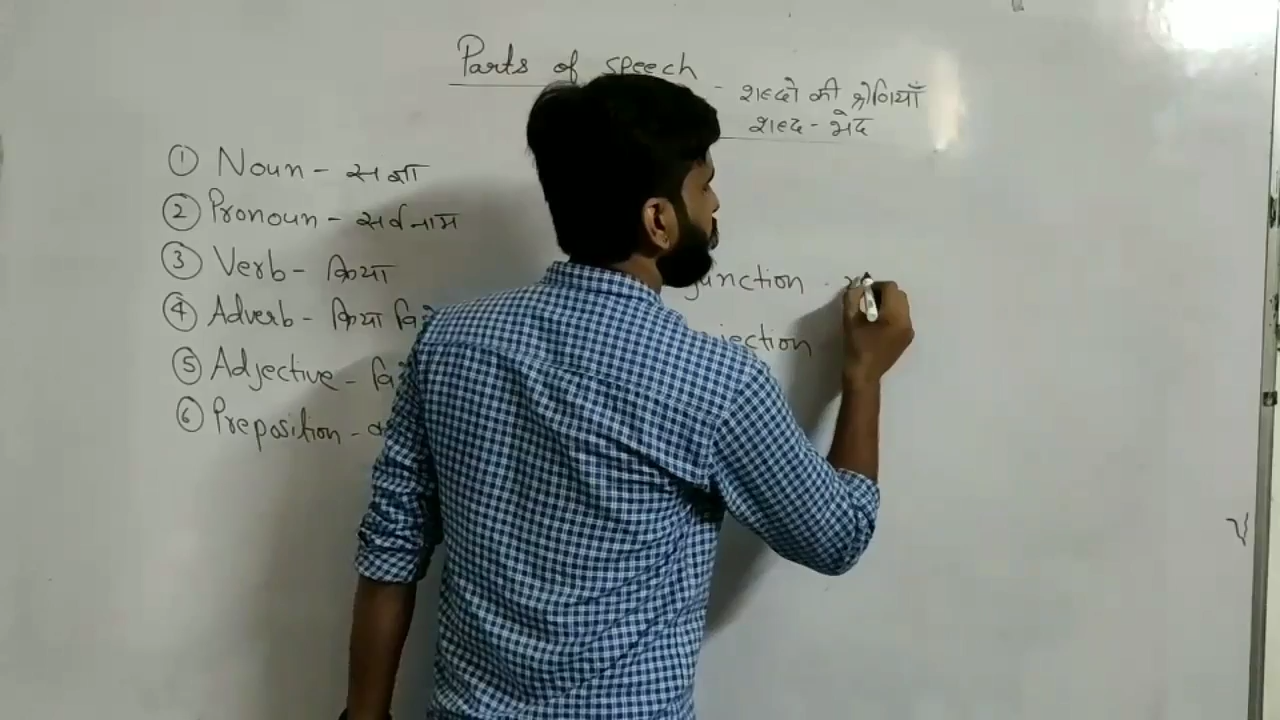 Parts of speech - शब्दो की श्रेणियाँ
शब्द - भेद
① Noun - सज्ञा
② Pronoun - सर्वनाम
③ Verb - क्रिया
④ Adverb - क्रिया
⑤ Adjective -
⑥ Preposition -
junction -
jection